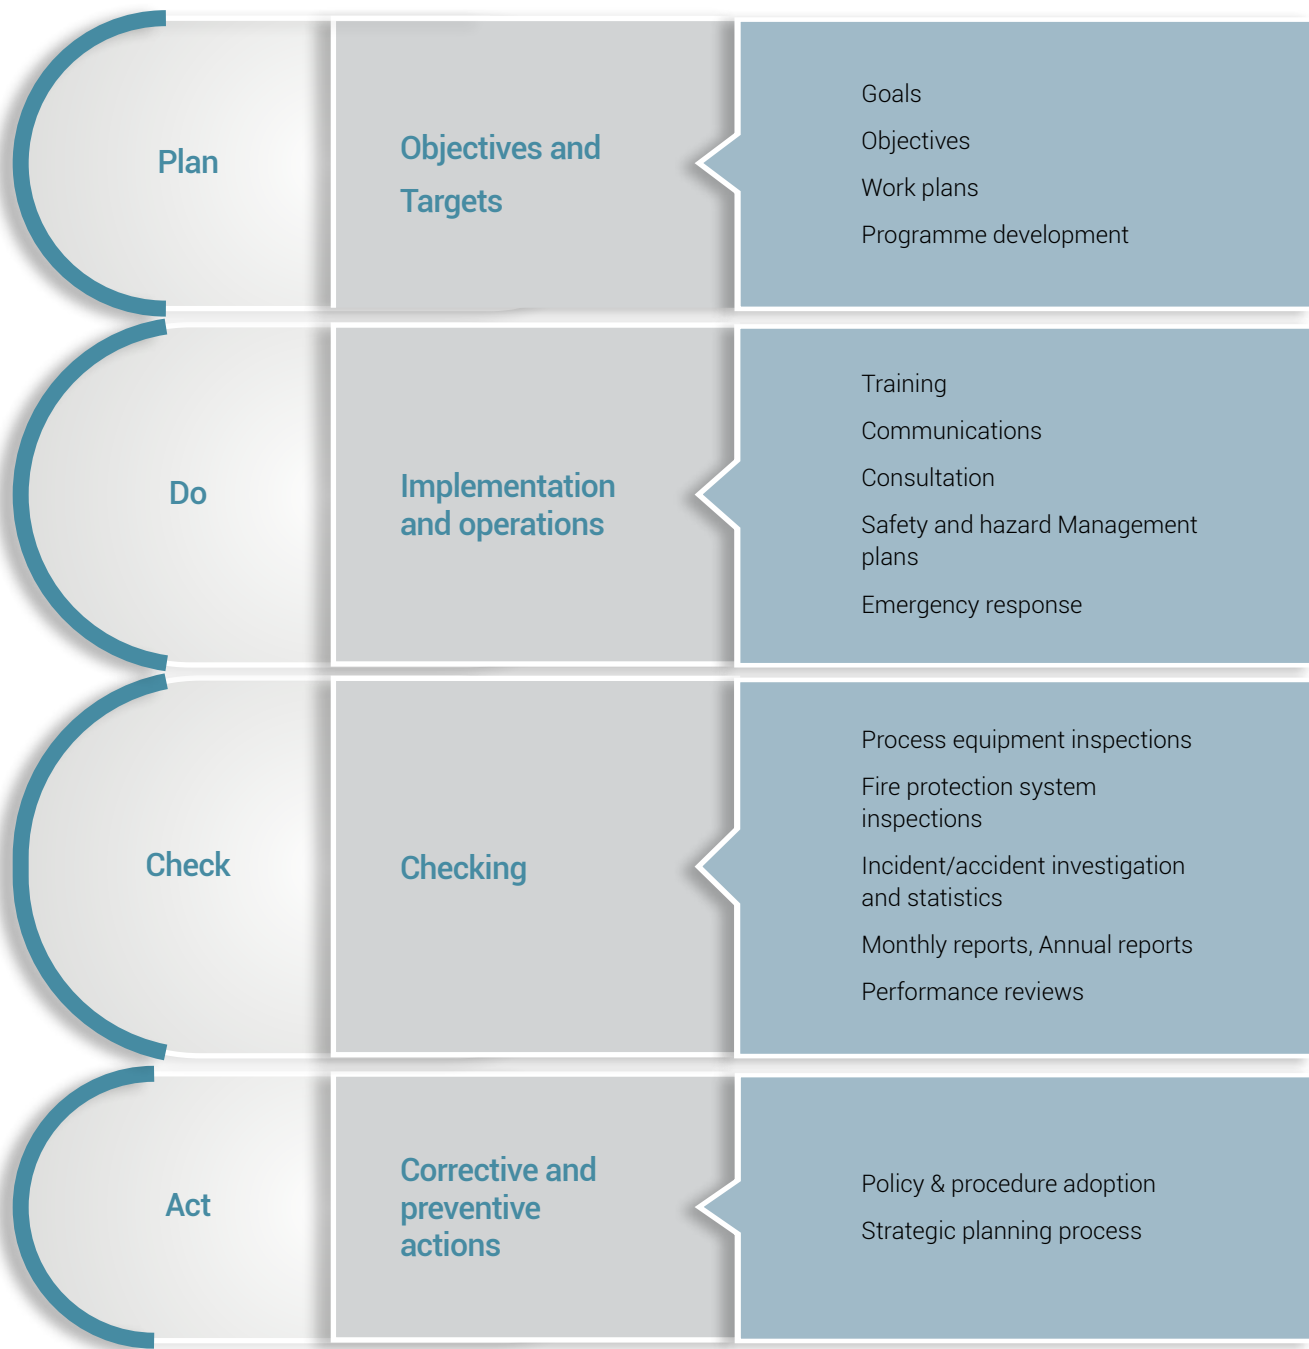 Plan
Objectives and
Targets
Goals
Objectives
Work plans
Programme development
Do
Implementation
and operations
Training
Communications
Consultation
Safety and hazard Management
plans
Emergency response
Check
Checking
Process equipment inspections
Fire protection system
inspections
Incident/accident investigation
and statistics
Monthly reports, Annual reports
Performance reviews
Act
Corrective and
preventive
actions
Policy & procedure adoption
Strategic planning process